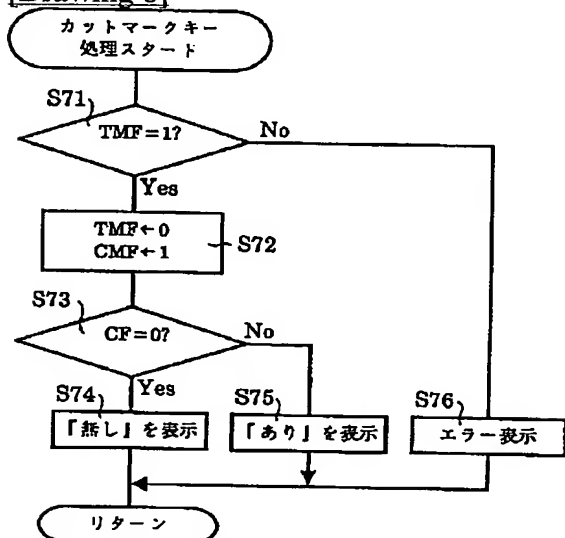 カットマークキー
処理スタート
S71
TMF=1?
No
Yes
TMF←0
CMF←1
S72
S73
CF=0?
No
Yes
S74
『無し』を表示
S75
『あり』を表示
S76
エラー表示
リターン